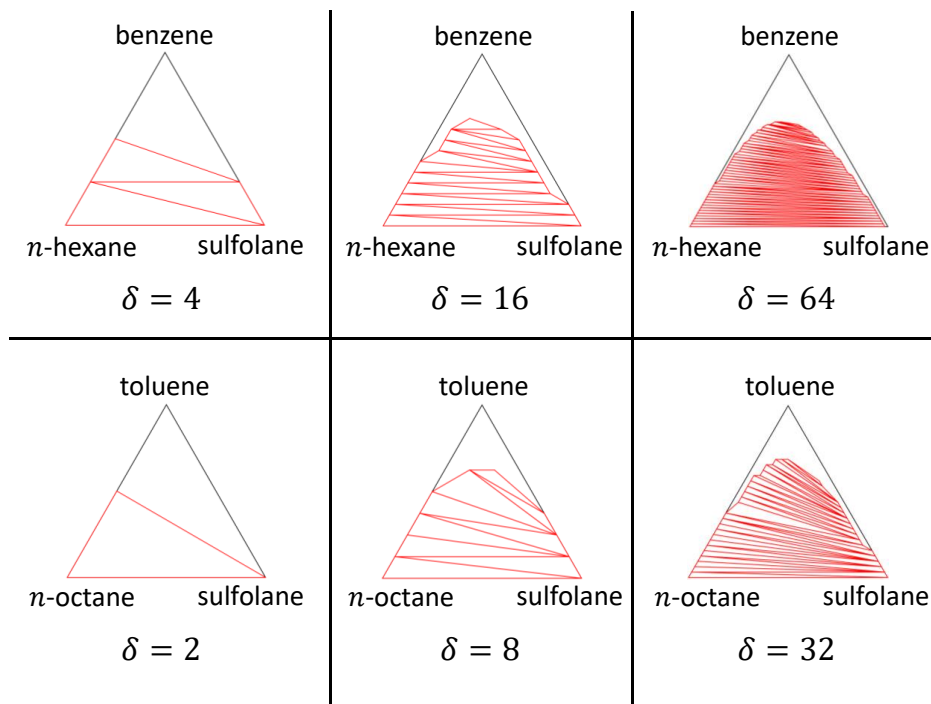 benzene
n-hexane sulfolane
δ = 4
benzene
n-hexane sulfolane
δ = 16
benzene
n-hexane sulfolane
δ = 64
toluene
n-octane sulfolane
δ = 2
toluene
n-octane sulfolane
δ = 8
toluene
n-octane sulfolane
δ = 32